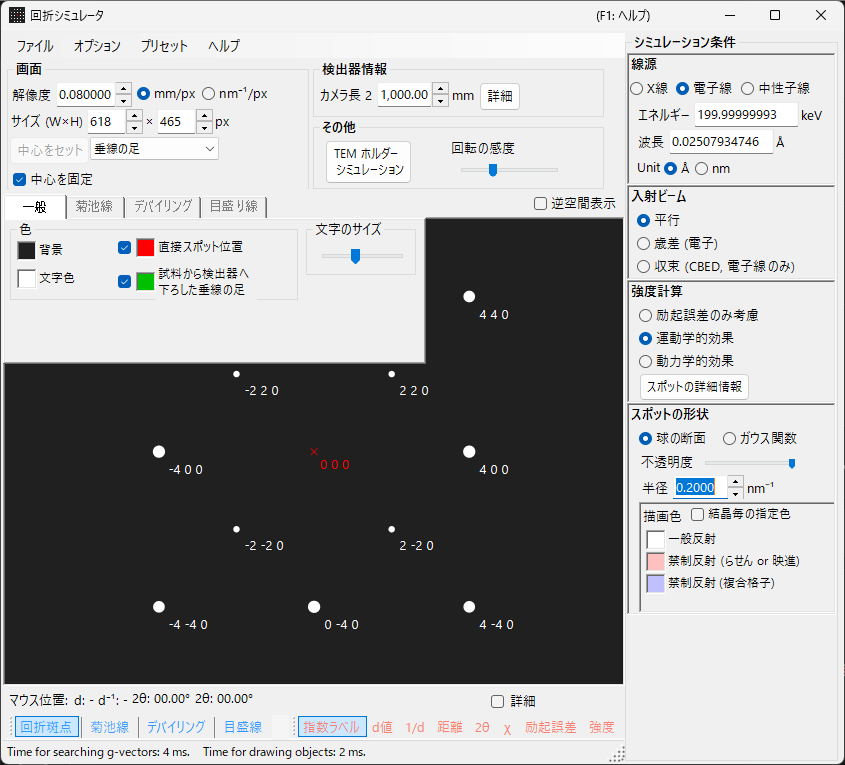 回折シミュレータ
(F1: ヘルプ)
ファイル オプション プリセット ヘルプ
画面
解像度 0.080000 mm/px nm⁻¹/px
サイズ (W×H) 618 × 465 px
中心をセット 垂線の足
中心を固定
検出器情報
カメラ長 2 1,000.00 mm 詳細
その他
TEM ホルダー
シミュレーション
回転の感度
逆空間表示
一般 菊池線 デバイリング 目盛り線
色
背景
文字色
直接スポット位置
試料から検出器へ
下ろした垂線の足
文字のサイズ
4 4 0
-2 2 0
2 2 0
-4 0 0
0 0 0
4 0 0
-2 -2 0
2 -2 0
-4 -4 0
0 -4 0
4 -4 0
マウス位置: d: - d⁻¹: - 2θ: 00.00° 2θ: 00.00°
詳細
回折斑点 菊池線 デバイリング 目盛線 指数ラベル d値 1/d 距離 2θ χ 励起誤差 強度
Time for searching g-vectors: 4 ms. Time for drawing objects: 2 ms.
シミュレーション条件
線源
X線 電子線 中性子線
エネルギー 199.99999993 keV
波長 0.02507934746 Å
Unit Å nm
入射ビーム
平行
歳差 (電子)
収束 (CBED, 電子線のみ)
強度計算
励起誤差のみ考慮
運動学的効果
動力学的効果
スポットの詳細情報
スポットの形状
球の断面 ガウス関数
不透明度
半径 0.2000 nm⁻¹
描画色 結晶毎の指定色
一般反射
禁制反射 (らせん or 映進)
禁制反射 (複合格子)